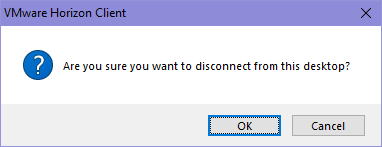 VMware Horizon Client
Are you sure you want to disconnect from this desktop?
OK
Cancel